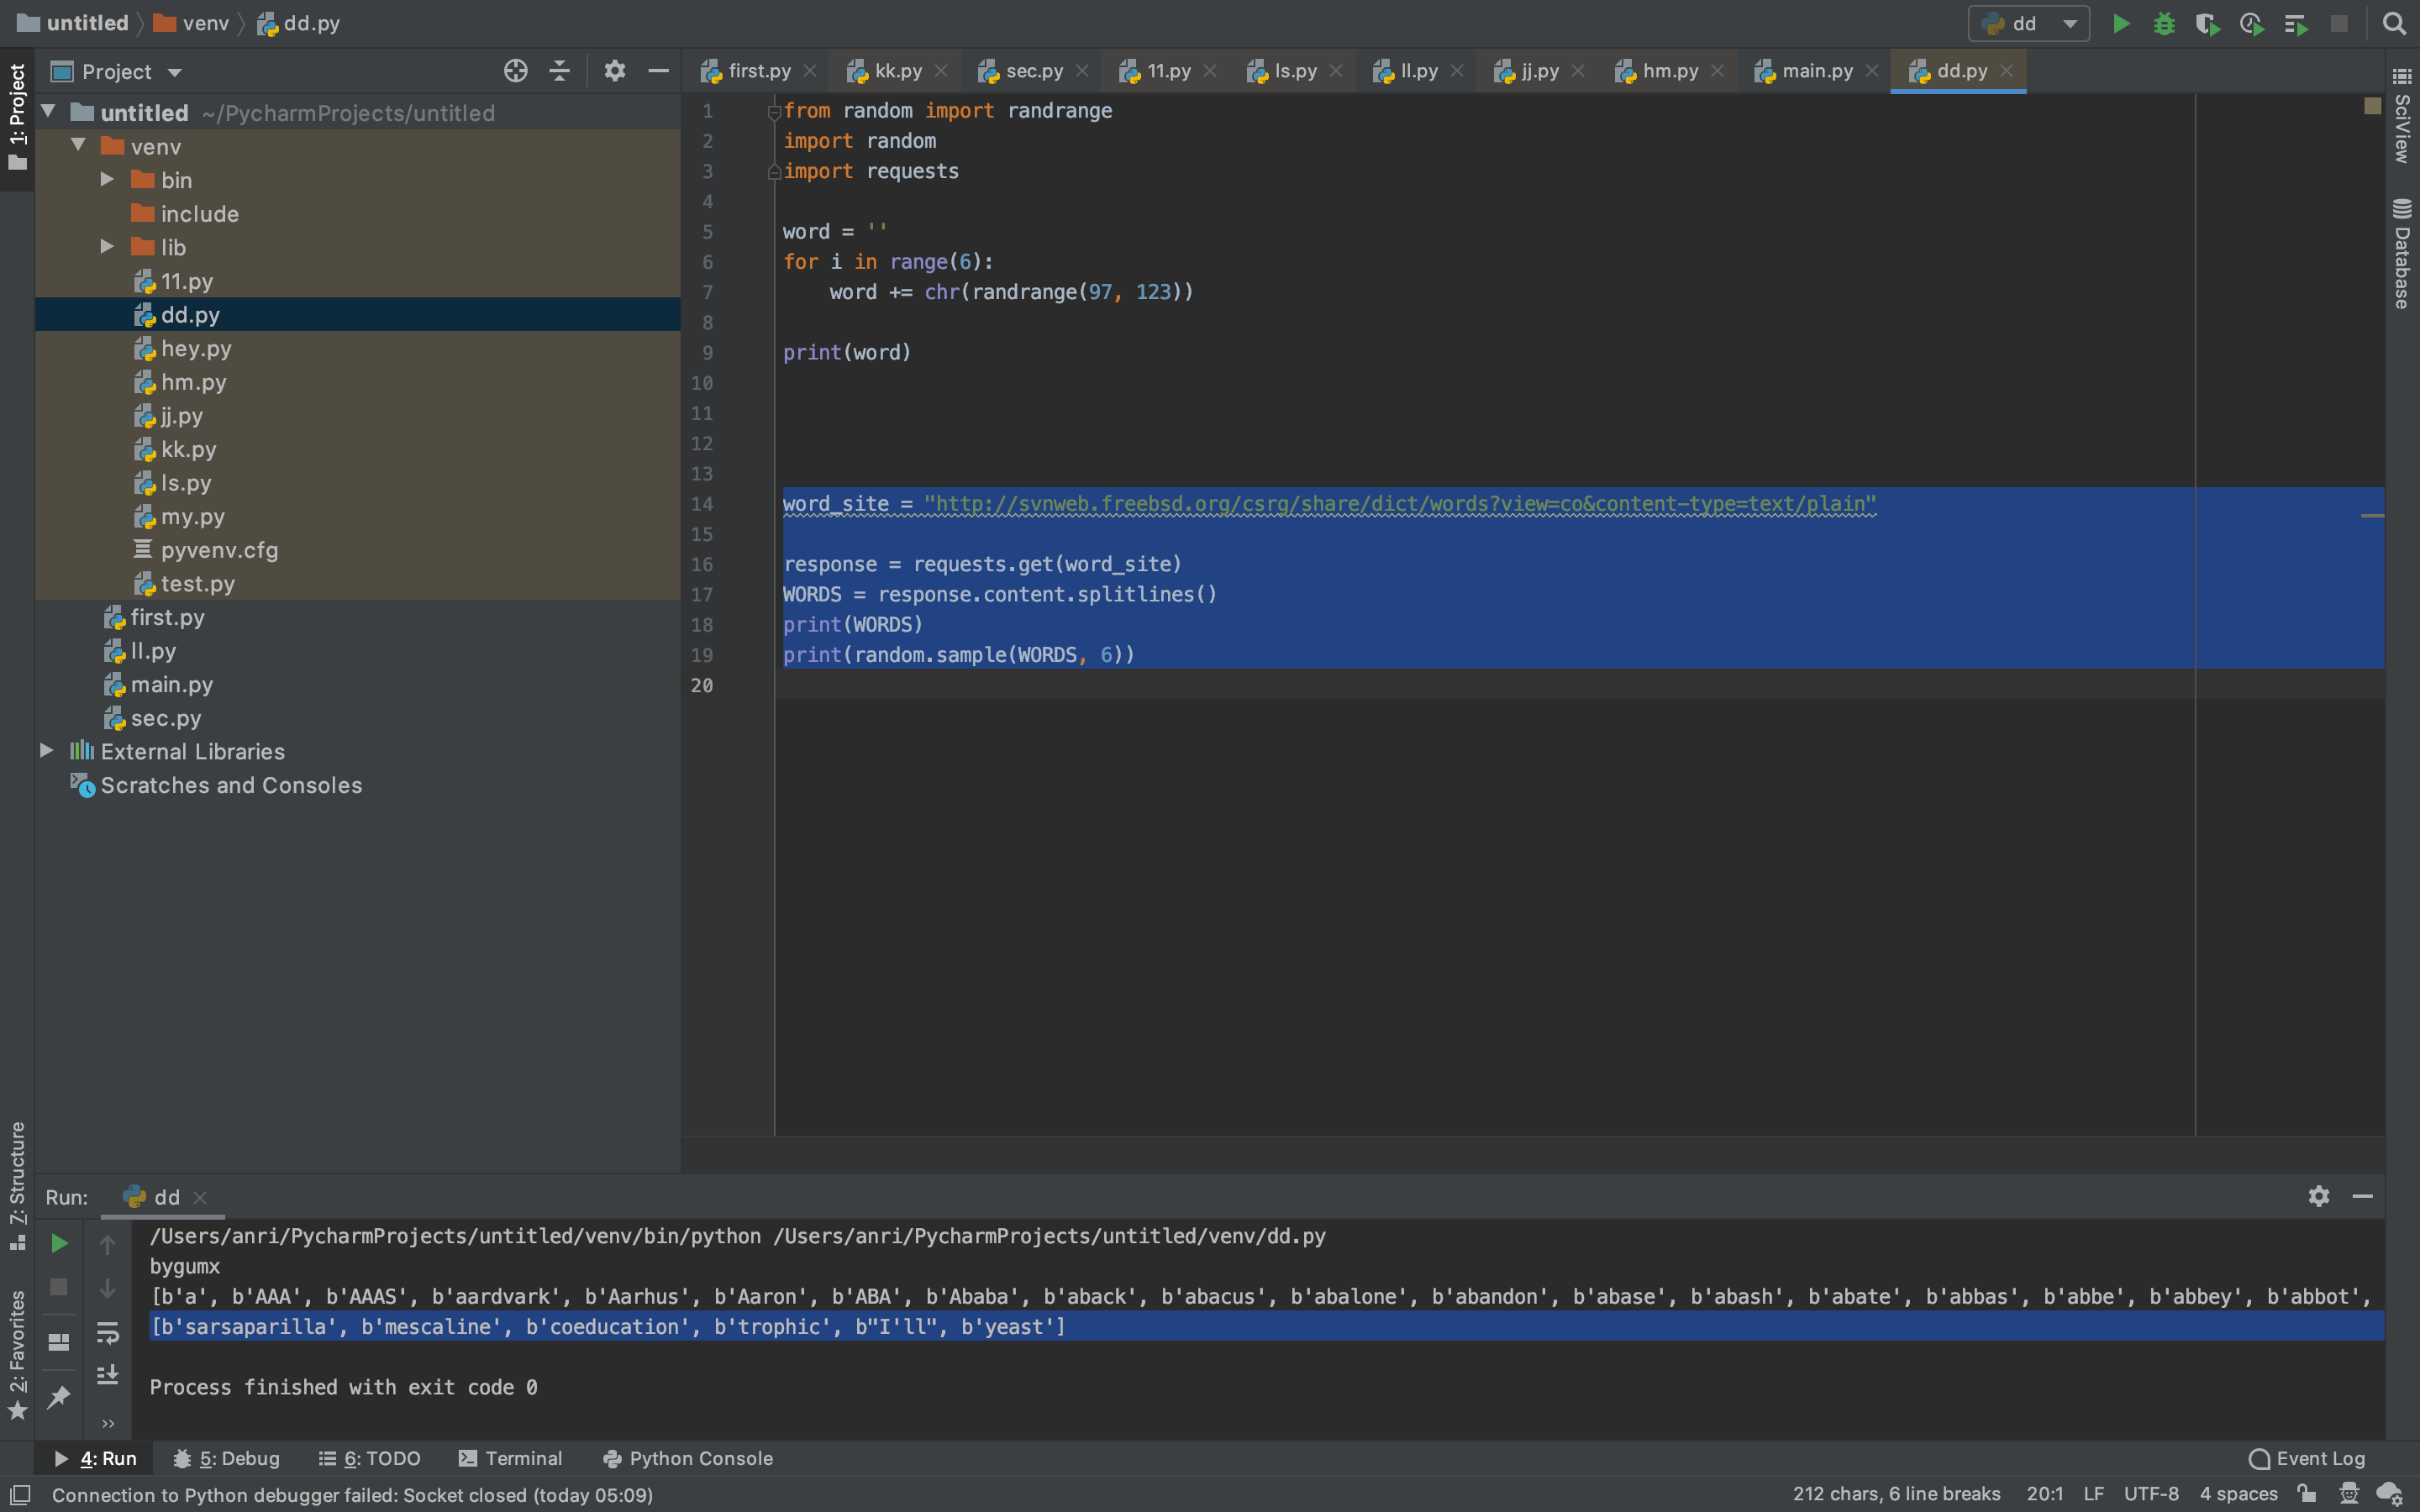 untitled venv dd.py
dd
1: Project
Project
first.py kk.py sec.py 11.py ls.py ll.py jj.py hm.py main.py dd.py
untitled ~/PycharmProjects/untitled
venv
bin
include
lib
11.py
dd.py
hey.py
hm.py
jj.py
kk.py
ls.py
my.py
pyvenv.cfg
test.py
first.py
ll.py
main.py
sec.py
External Libraries
Scratches and Consoles
1 from random import randrange
2 import random
3 import requests
4
5 word = ''
6 for i in range(6):
7 word += chr(randrange(97, 123))
8
9 print(word)
10
11
12
13
14 word_site = "http://svnweb.freebsd.org/csrg/share/dict/words?view=co&content-type=text/plain"
15
16 response = requests.get(word_site)
17 WORDS = response.content.splitlines()
18 print(WORDS)
19 print(random.sample(WORDS, 6))
20
SciView
Database
Z: Structure
2: Favorites
Run: dd
/Users/anri/PycharmProjects/untitled/venv/bin/python /Users/anri/PycharmProjects/untitled/venv/dd.py
bygumx
[b'a', b'AAA', b'AAAS', b'aardvark', b'Aarhus', b'Aaron', b'ABA', b'Ababa', b'aback', b'abacus', b'abalone', b'abandon', b'abase', b'abash', b'abate', b'abbas', b'abbe', b'abbey', b'abbot',
[b'sarsaparilla', b'mescaline', b'coeducation', b'trophic', b"I'll", b'yeast']
Process finished with exit code 0
4: Run 5: Debug 6: TODO Terminal Python Console Event Log
Connection to Python debugger failed: Socket closed (today 05:09) 212 chars, 6 line breaks 20:1 LF UTF-8 4 spaces